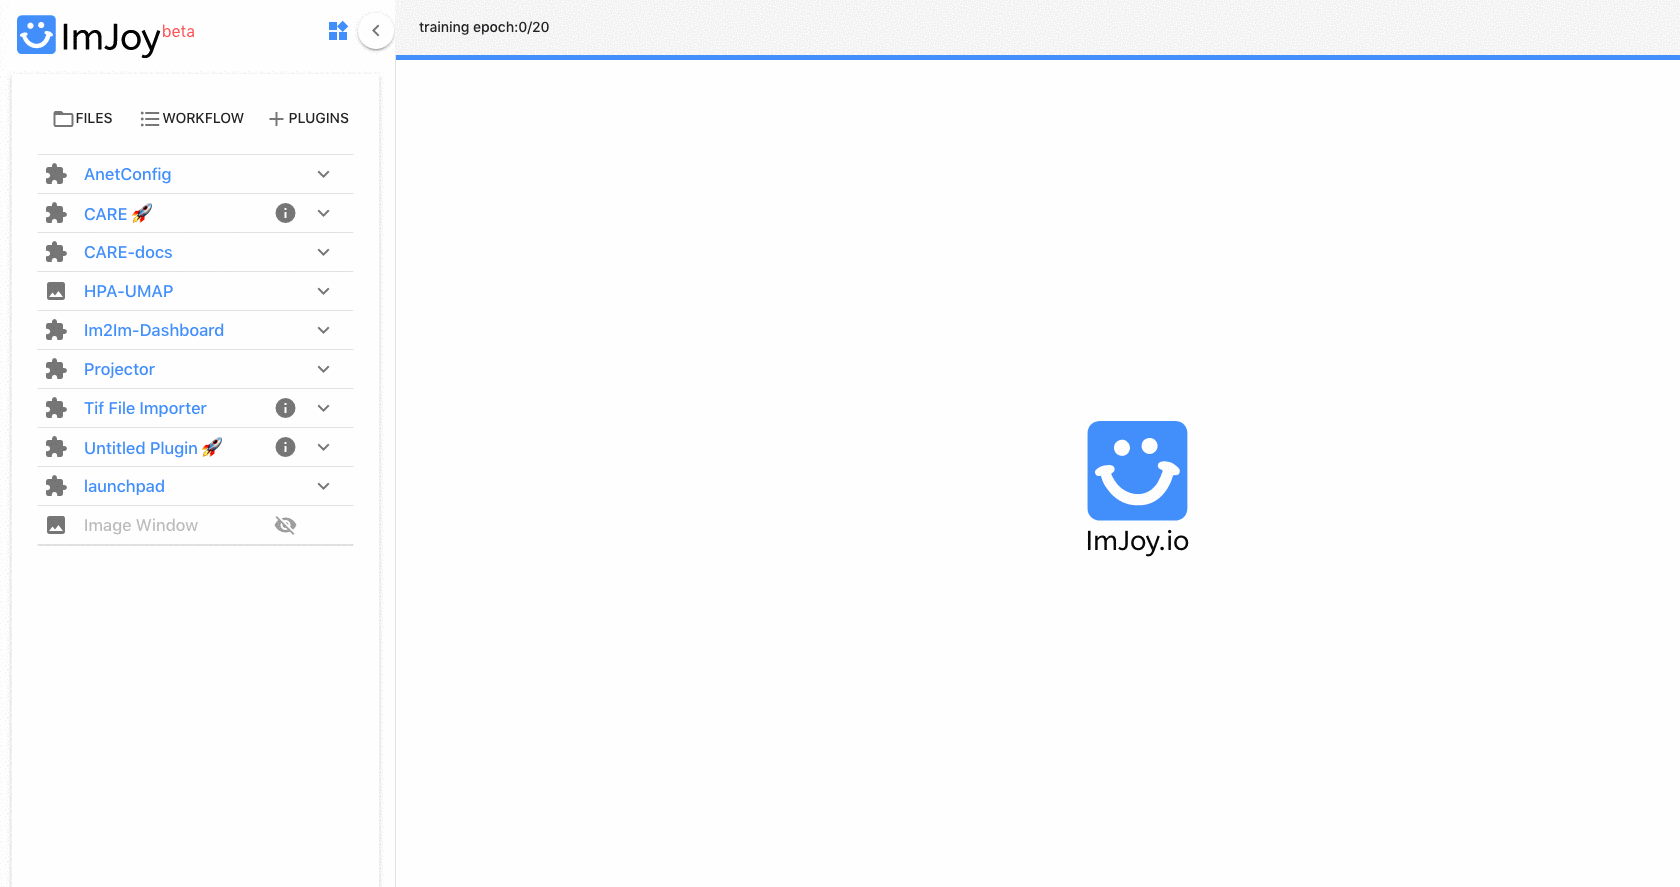 ImJoy beta
training epoch:0/20
FILES WORKFLOW PLUGINS
AnetConfig
CARE 🚀
CARE-docs
HPA-UMAP
Im2Im-Dashboard
Projector
Tif File Importer
Untitled Plugin 🚀
launchpad
Image Window
ImJoy.io